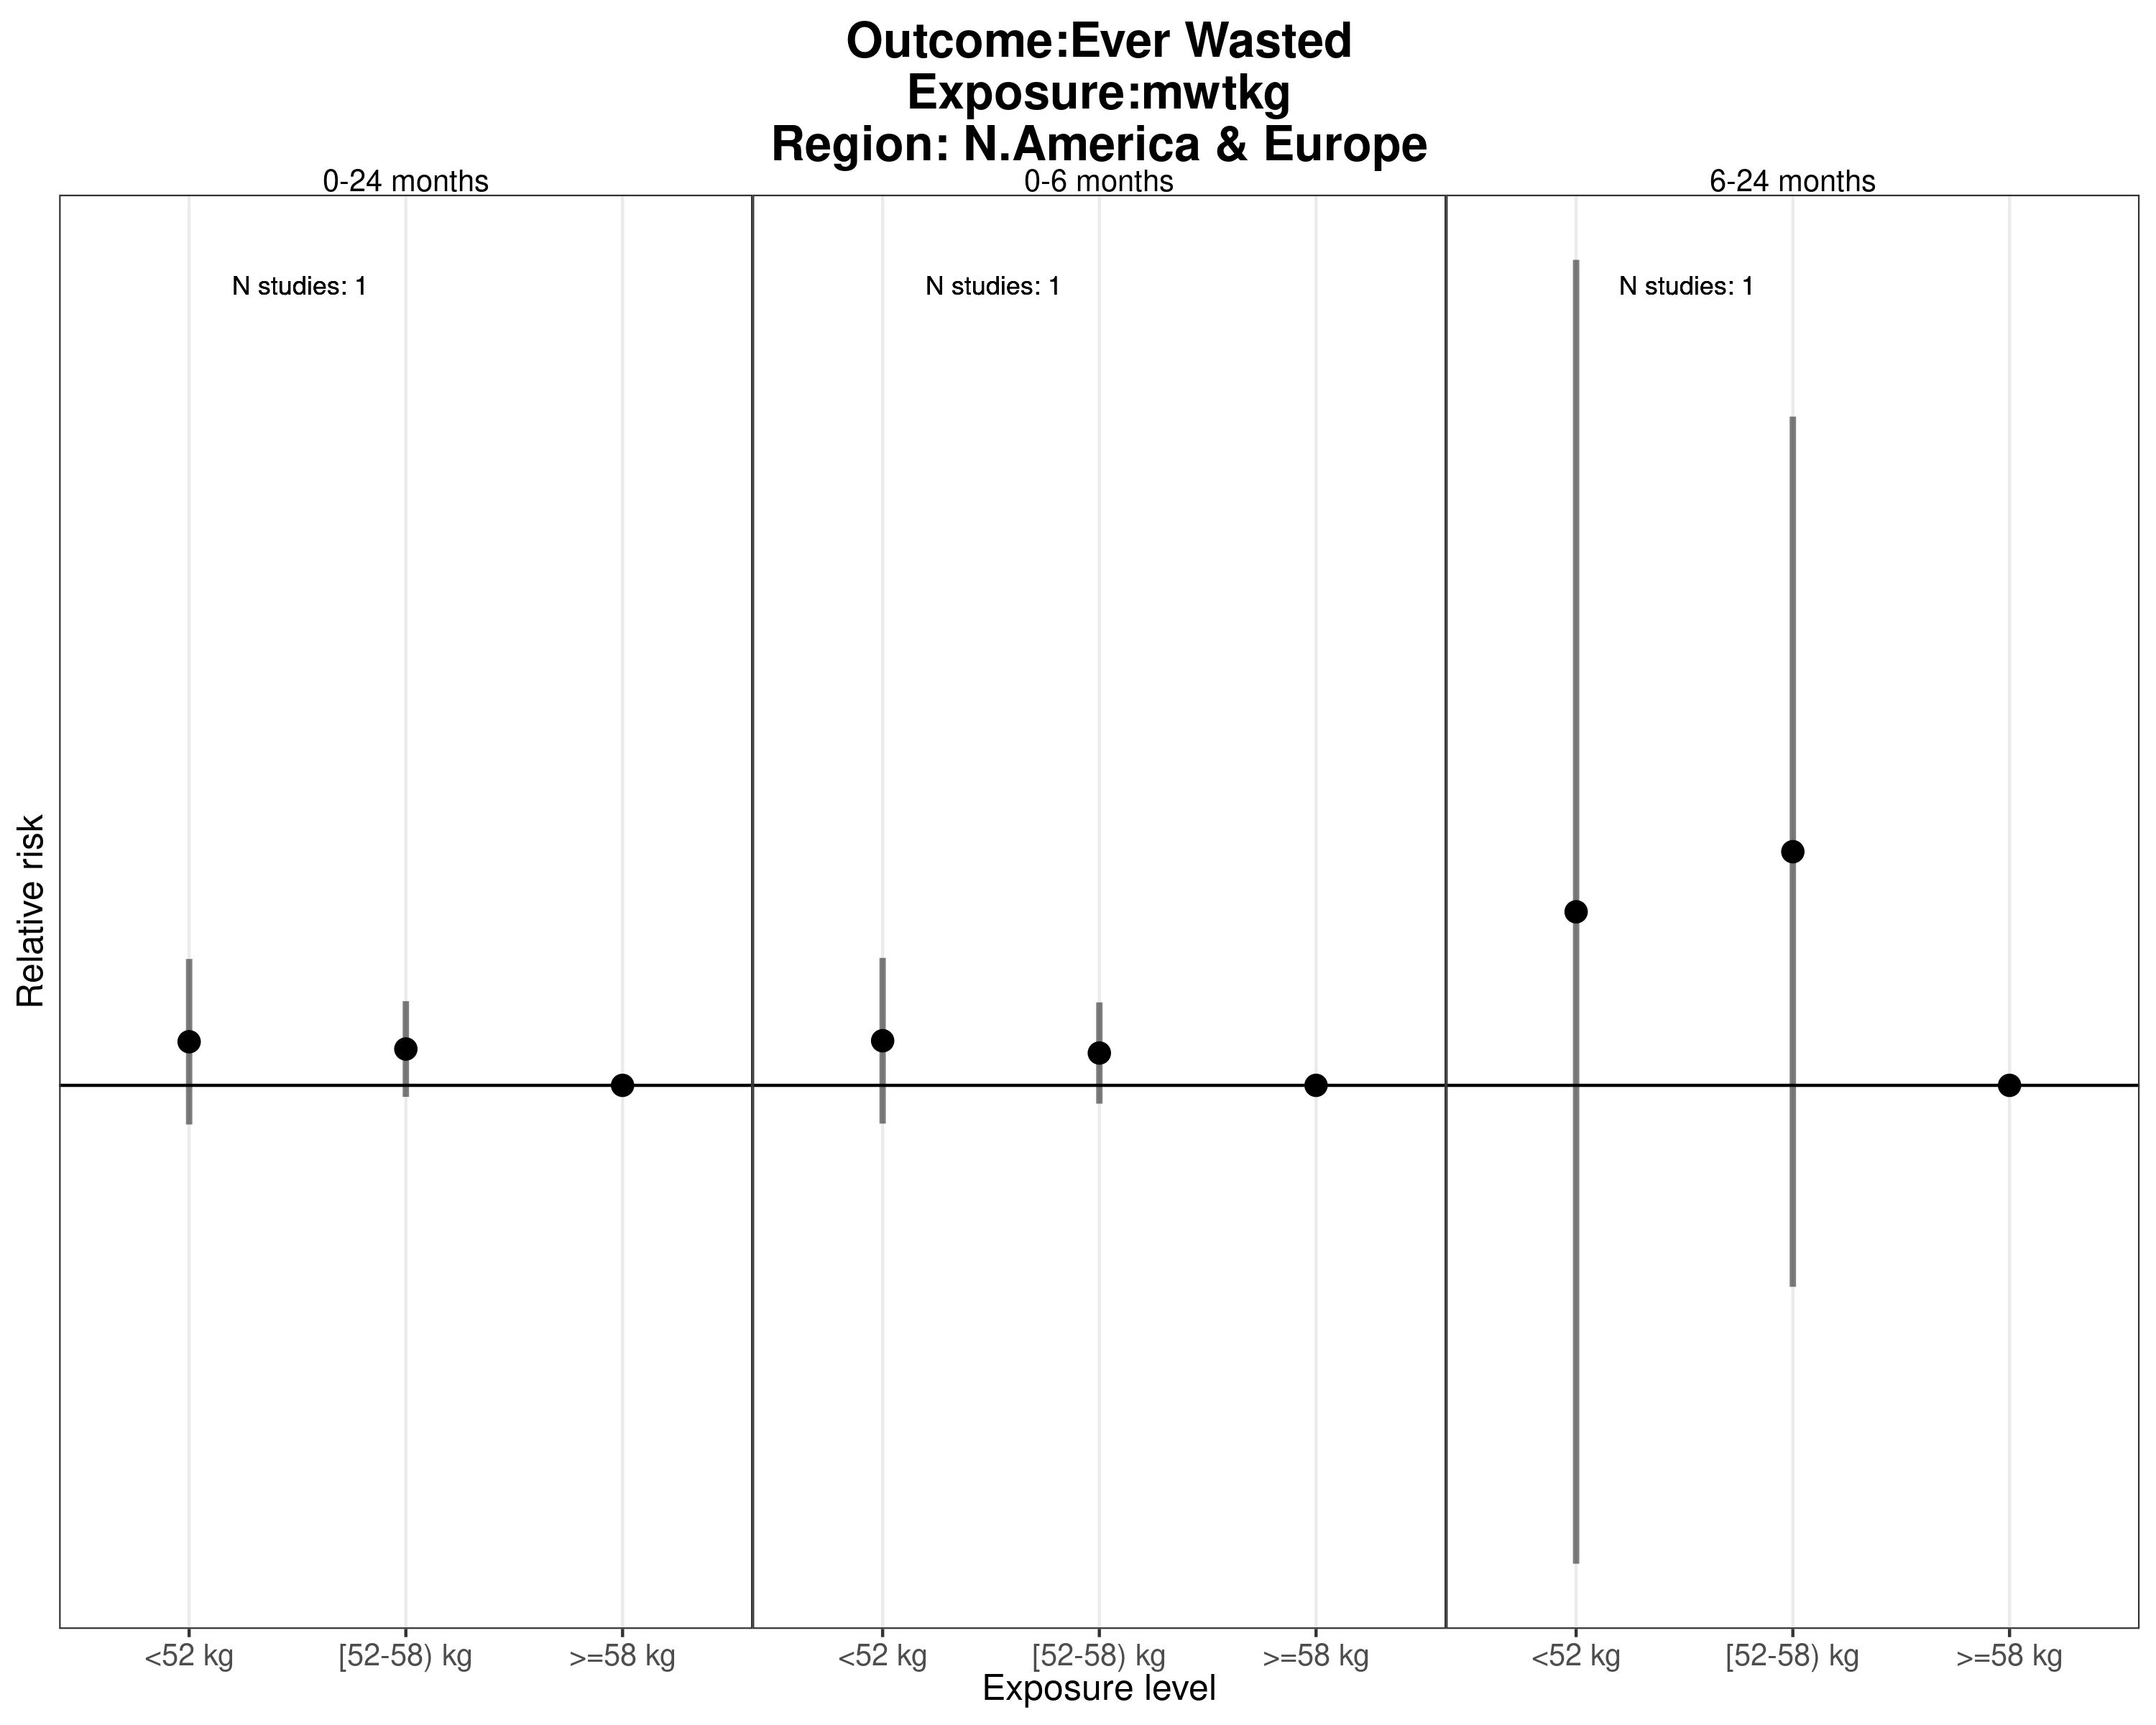 Outcome:Ever Wasted
Exposure:mwtkg
Region: N.America & Europe
0-24 months
0-6 months
6-24 months
N studies: 1
N studies: 1
N studies: 1
Relative risk
<52 kg
[52-58) kg
>=58 kg
<52 kg
[52-58) kg
>=58 kg
<52 kg
[52-58) kg
>=58 kg
Exposure level